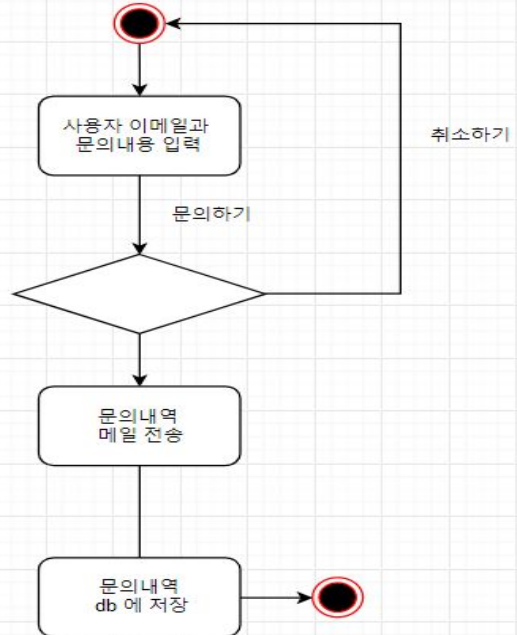 사용자 이메일과
문의내용 입력
취소하기
문의하기
문의내역
메일 전송
문의내역
db 에 저장